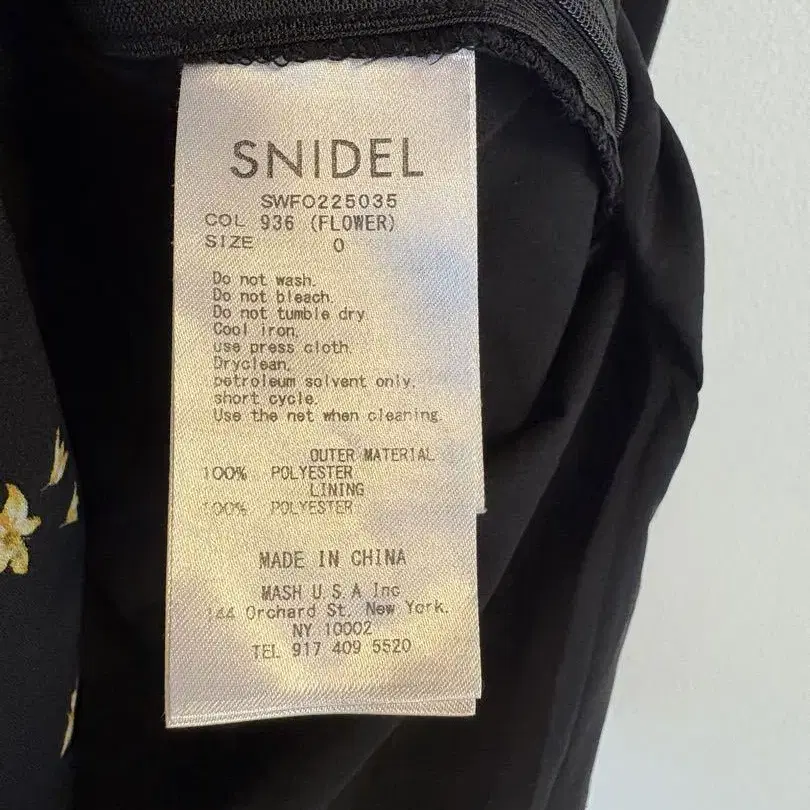 SNIDEL
SWFO225035
COL 936 (FLOWER)
SIZE 0
Do not wash.
Do not bleach.
Do not tumble dry
Cool iron.
use press cloth.
Dryclean.
petroleum solvent only.
short cycle.
Use the net when cleaning.
OUTER MATERIAL
100% POLYESTER
LINING
100% POLYESTER
MADE IN CHINA
MASH U.S.A Inc
144 Orchard St. New York.
NY 10002
TEL 917 409 5520